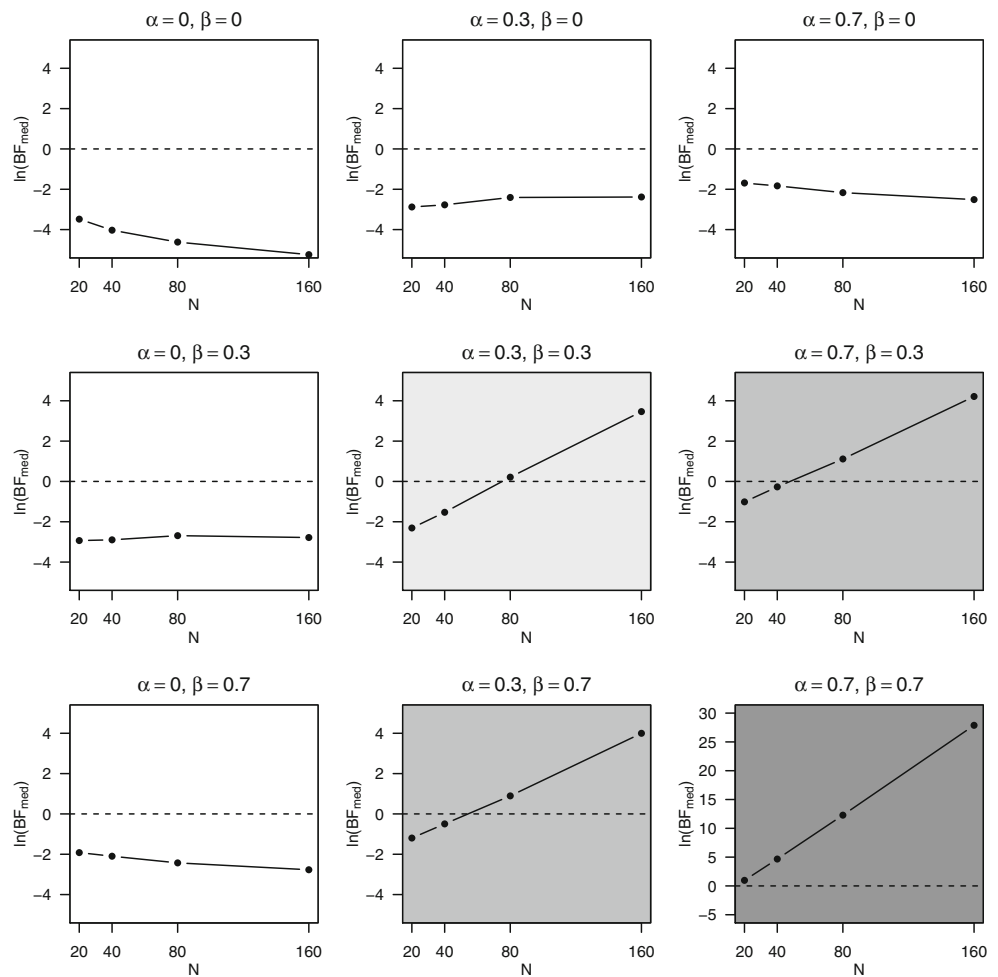 α = 0, β = 0
ln(BFmed)
4
2
0
−2
−4
20 40 80 160
N
α = 0.3, β = 0
ln(BFmed)
4
2
0
−2
−4
20 40 80 160
N
α = 0.7, β = 0
ln(BFmed)
4
2
0
−2
−4
20 40 80 160
N
α = 0, β = 0.3
ln(BFmed)
4
2
0
−2
−4
20 40 80 160
N
α = 0.3, β = 0.3
ln(BFmed)
4
2
0
−2
−4
20 40 80 160
N
α = 0.7, β = 0.3
ln(BFmed)
4
2
0
−2
−4
20 40 80 160
N
α = 0, β = 0.7
ln(BFmed)
4
2
0
−2
−4
20 40 80 160
N
α = 0.3, β = 0.7
ln(BFmed)
4
2
0
−2
−4
20 40 80 160
N
α = 0.7, β = 0.7
ln(BFmed)
30
25
20
15
10
5
0
−5
20 40 80 160
N